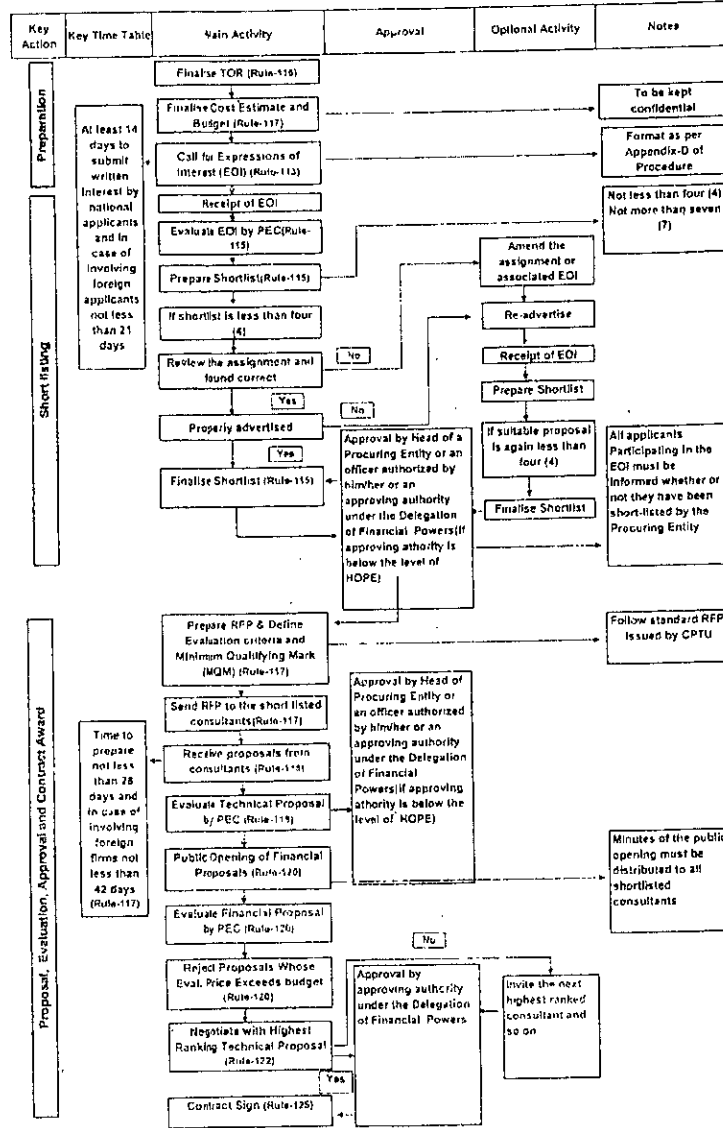 Key
Action
Key Time Table
Main Activity
Approval
Optional Activity
Notes
Preparation
Finalise TOR (Rule-116)
Finalise Cost Estimate and
Budget (Rule-117)
To be kept
confidential
At least 14
days to
submit
written
Interest by
national
applicants
and in
case of
involving
foreign
applicants
not less
than 21
days
Call for Expressions of
Interest (EOI) (Rule-113)
Format as per
Appendix-D of
Procedure
Short listing
Receipt of EOI
Evaluate EOI by PEC(Rule-
115)
Not less than four (4)
Not more than seven
(7)
Prepare Shortlist(Rule-115)
Amend the
assignment or
associated EOI
If shortlist is less than four
(4)
Re-advertise
Review the assignment and
found correct
No
Receipt of EOI
Yes
Prepare Shortlist
Properly advertised
No
If suitable proposal
is again less than
four (4)
Yes
Finalise Shortlist (Rule-115)
Approval by Head of a
Procuring Entity or an
officer authorized by
him/her or an
approving authority
under the Delegation
of Financial Powers(if
approving athority is
below the level of
HOPE)
Finalise Shortlist
All applicants
Participating in the
EOI must be
Informed whether or
not they have been
short-listed by the
Procuring Entity
Proposal, Evaluation, Approval and Contract Award
Prepare RFP & Define
Evaluation criteria and
Minimum Qualifying Mark
(MQM) (Rule-117)
Follow standard RFP
Issued by CPTU
Send RFP to the short listed
consultants(Rule-117)
Approval by Head of
Procuring Entity or
an officer authorized
by him/her or an
approving authority
under the Delegation
of Financial
Powers(if approving
athority is below the
level of HOPE)
Time to
prepare
not less
than 28
days and
in case of
involving
foreign
firms not
less than
42 days
(Rule-117)
Receive proposals from
consultants (Rule-118)
Evaluate Technical Proposal
by PEC (Rule-119)
Public Opening of Financial
Proposals (Rule-120)
Minutes of the public
opening must be
distributed to all
shortlisted
consultants
Evaluate Financial Proposal
by PEC (Rule-120)
No
Reject Proposals Whose
Eval. Price Exceeds budget
(Rule-120)
Approval by
approving authority
under the Delegation
of Financial Powers
Invite the next
highest ranked
consultant and
so on
Negotiate with Highest
Ranking Technical Proposal
(Rule-122)
Yes
Contract Sign (Rule-125)